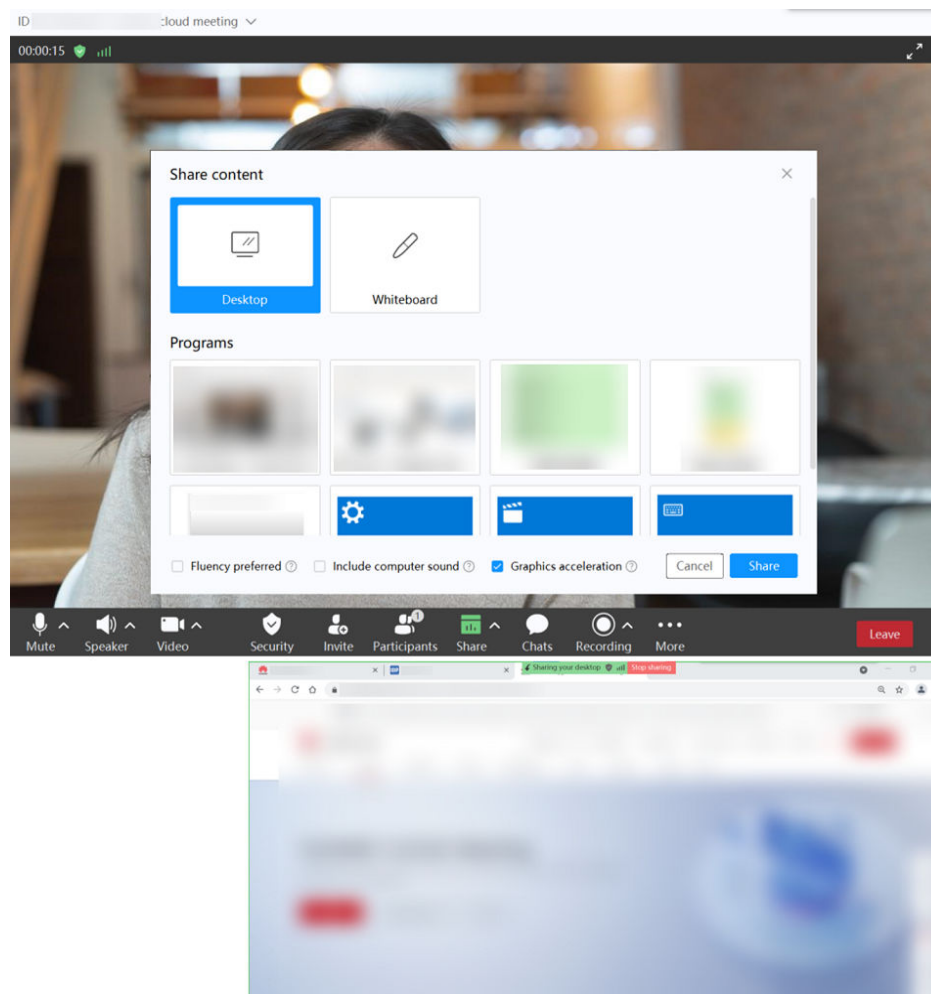 ID cloud meeting
00:00:15
Share content
Desktop
Whiteboard
Programs
Fluency preferred
Include computer sound
Graphics acceleration
Cancel
Share
Mute
Speaker
Video
Security
Invite
1
Participants
Share
Chats
Recording
More
Leave
Sharing your desktop
Stop sharing